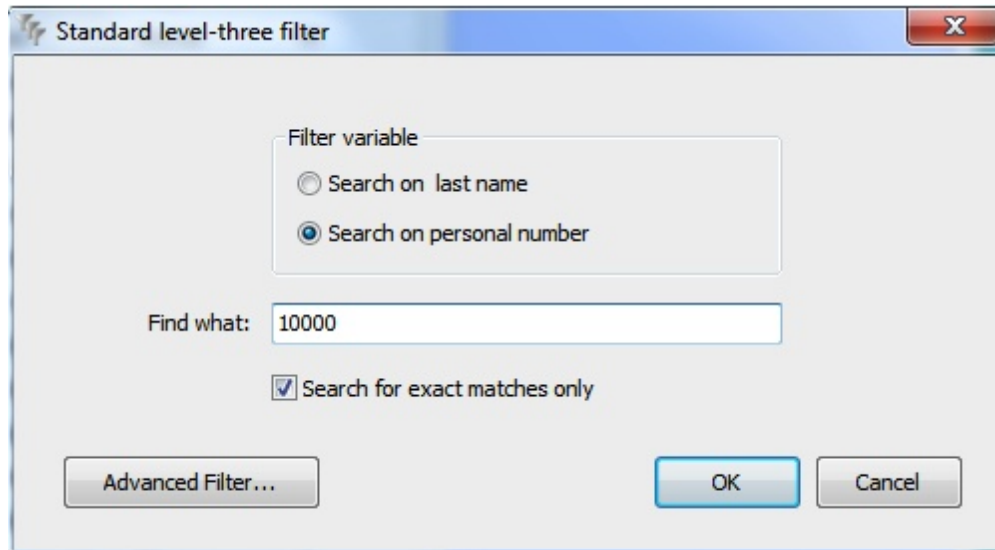 Standard level-three filter
Filter variable
Search on  last name
Search on personal number
Find what: 10000
Search for exact matches only
Advanced Filter... OK Cancel